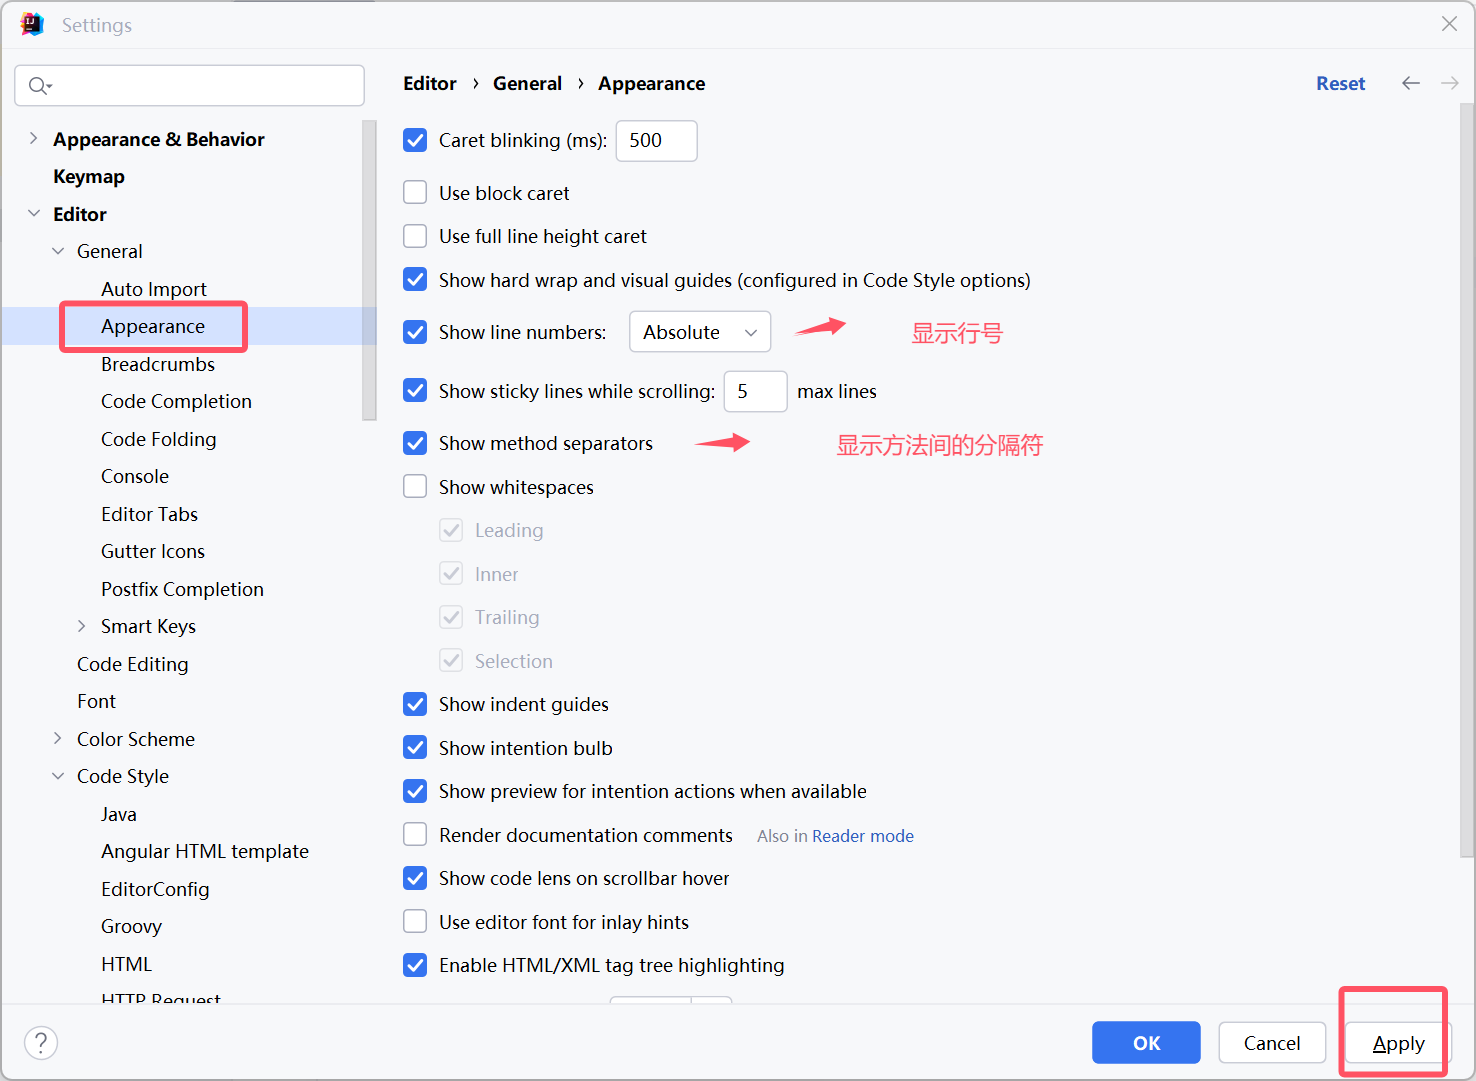 Settings
Editor › General › Appearance
Reset
Appearance & Behavior
Keymap
Editor
General
Auto Import
Appearance
Breadcrumbs
Code Completion
Code Folding
Console
Editor Tabs
Gutter Icons
Postfix Completion
Smart Keys
Code Editing
Font
Color Scheme
Code Style
Java
Angular HTML template
EditorConfig
Groovy
HTML
HTTP Request
Caret blinking (ms): 500
Use block caret
Use full line height caret
Show hard wrap and visual guides (configured in Code Style options)
Show line numbers: Absolute 显示行号
Show sticky lines while scrolling: 5 max lines
Show method separators 显示方法间的分隔符
Show whitespaces
Leading
Inner
Trailing
Selection
Show indent guides
Show intention bulb
Show preview for intention actions when available
Render documentation comments Also in Reader mode
Show code lens on scrollbar hover
Use editor font for inlay hints
Enable HTML/XML tag tree highlighting
? OK Cancel Apply